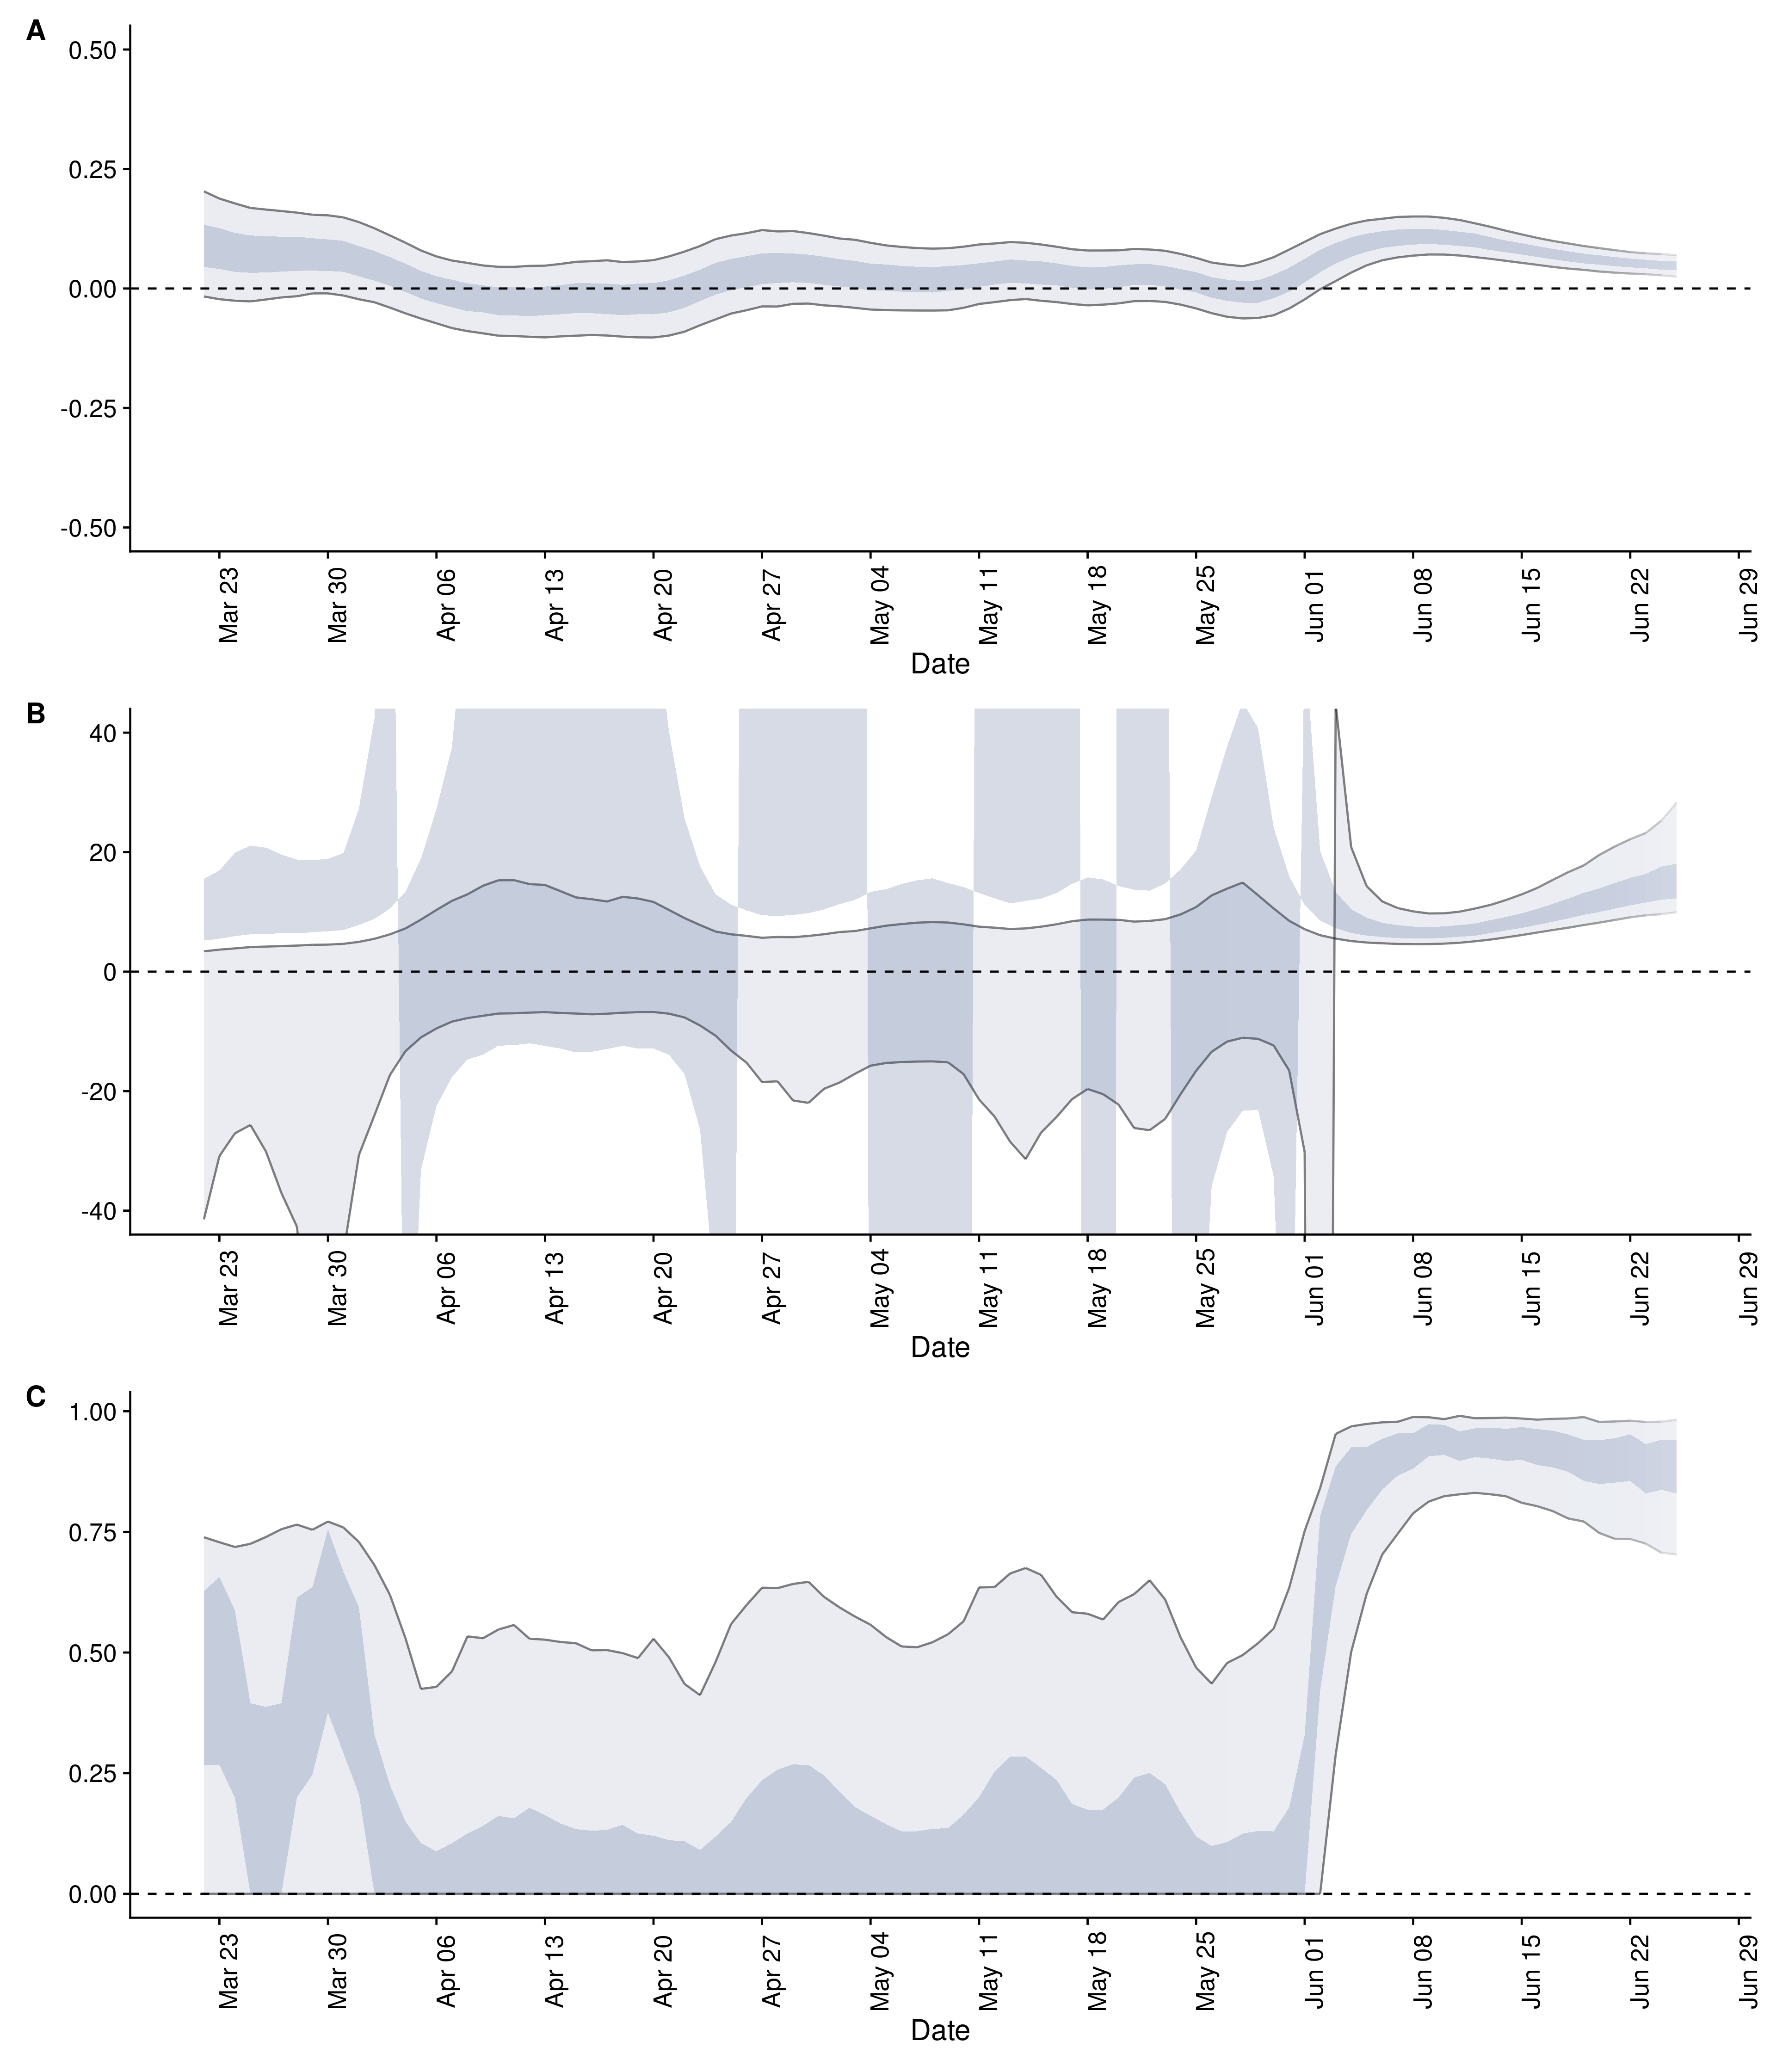 A
0.50
0.25
0.00
-0.25
-0.50
Mar 23
Mar 30
Apr 06
Apr 13
Apr 20
Apr 27
May 04
May 11
May 18
May 25
Jun 01
Jun 08
Jun 15
Jun 22
Jun 29
Date
B
40
20
0
-20
-40
Mar 23
Mar 30
Apr 06
Apr 13
Apr 20
Apr 27
May 04
May 11
May 18
May 25
Jun 01
Jun 08
Jun 15
Jun 22
Jun 29
Date
C
1.00
0.75
0.50
0.25
0.00
Mar 23
Mar 30
Apr 06
Apr 13
Apr 20
Apr 27
May 04
May 11
May 18
May 25
Jun 01
Jun 08
Jun 15
Jun 22
Jun 29
Date